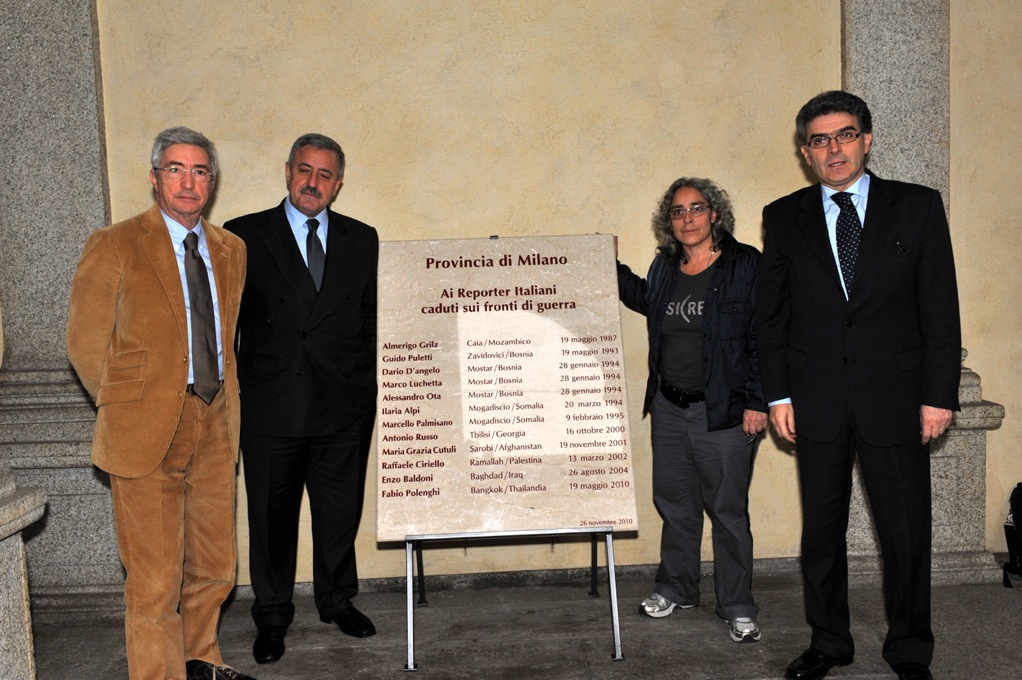 Provincia di Milano
Ai Reporter Italiani
caduti sui fronti di guerra
Almerigo Grilz Caia/Mozambico 19 maggio 1987
Guido Puletti Zavidovici/Bosnia 19 maggio 1993
Dario D'angelo Mostar/Bosnia 28 gennaio 1994
Marco Luchetta Mostar/Bosnia 28 gennaio 1994
Alessandro Ota Mostar/Bosnia 28 gennaio 1994
Ilaria Alpi Mogadiscio/Somalia 20 marzo 1994
Marcello Palmisano Mogadiscio/Somalia 9 febbraio 1995
Antonio Russo Tbilisi/Georgia 16 ottobre 2000
Maria Grazia Cutuli Sarobi/Afghanistan 19 novembre 2001
Raffaele Ciriello Ramallah/Palestina 13 marzo 2002
Enzo Baldoni Baghdad/Iraq 26 agosto 2004
Fabio Polenghi Bangkok/Thailandia 19 maggio 2010
26 novembre 2010